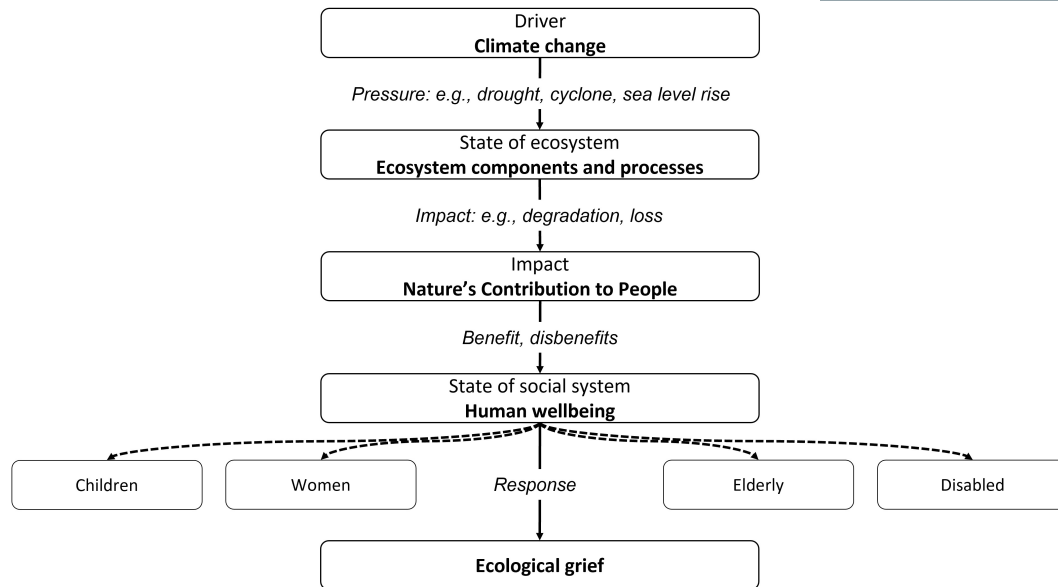 Driver
Climate change
Pressure: e.g., drought, cyclone, sea level rise
State of ecosystem
Ecosystem components and processes
Impact: e.g., degradation, loss
Impact
Nature’s Contribution to People
Benefit, disbenefits
State of social system
Human wellbeing
Children
Women
Response
Elderly
Disabled
Ecological grief